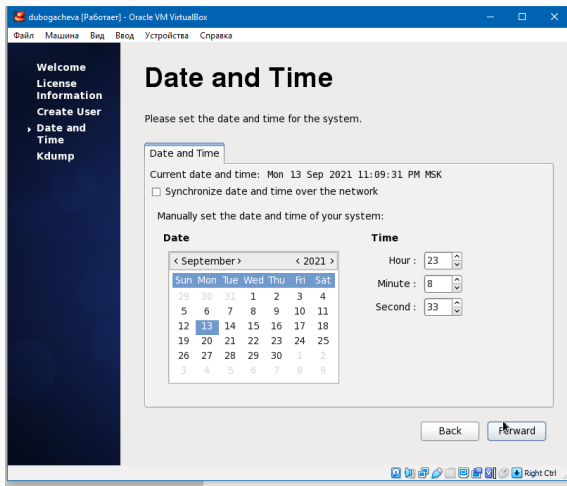 dubogacheva [Работает] - Oracle VM VirtualBox
Файл Машина Вид Ввод Устройства Справка
Welcome
License
Information
Create User
Date and
Time
Kdump
Date and Time
Please set the date and time for the system.
Date and Time
Current date and time: Mon 13 Sep 2021 11:09:31 PM MSK
Synchronize date and time over the network
Manually set the date and time of your system:
Date
Time
< September > < 2021 >
Sun Mon Tue Wed Thu Fri Sat
29 30 31 1 2 3 4
5 6 7 8 9 10 11
12 13 14 15 16 17 18
19 20 21 22 23 24 25
26 27 28 29 30 1 2
3 4 5 6 7 8 9
Hour : 23
Minute : 8
Second : 33
Back Forward
Right Ctrl